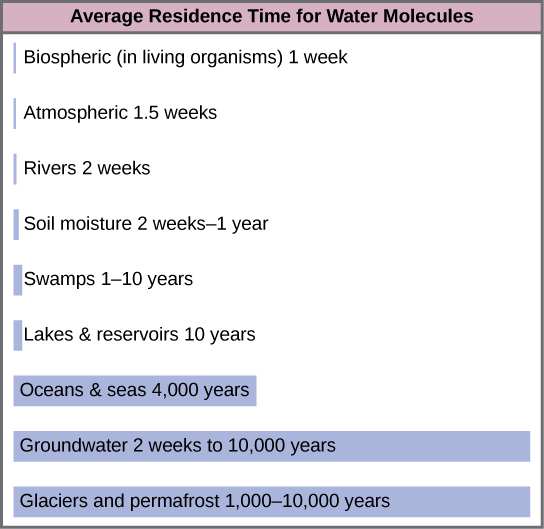 Average Residence Time for Water Molecules
Biospheric (in living organisms) 1 week
Atmospheric 1.5 weeks
Rivers 2 weeks
Soil moisture 2 weeks–1 year
Swamps 1–10 years
Lakes & reservoirs 10 years
Oceans & seas 4,000 years
Groundwater 2 weeks to 10,000 years
Glaciers and permafrost 1,000–10,000 years